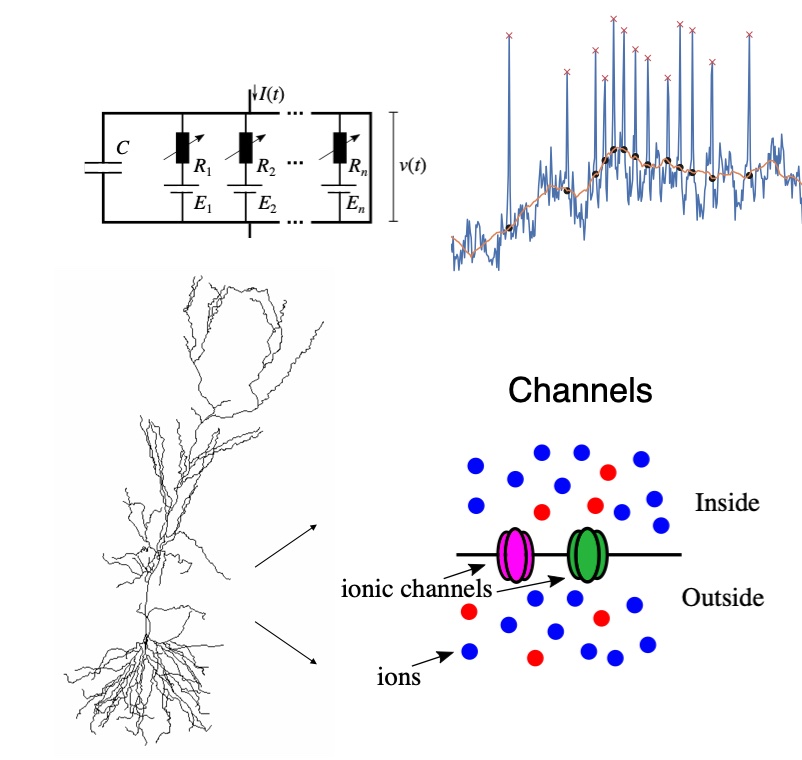 I(t)
C
R1
R2
...
Rn
v(t)
E1
E2
En
Channels
Inside
ionic channels
Outside
ions